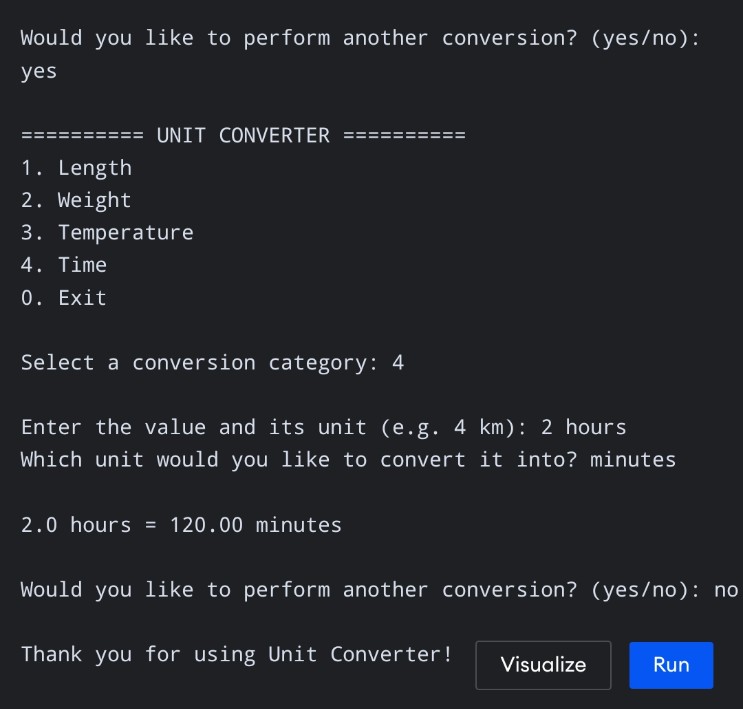 Would you like to perform another conversion? (yes/no):
yes
========== UNIT CONVERTER ==========
1. Length
2. Weight
3. Temperature
4. Time
0. Exit
Select a conversion category: 4
Enter the value and its unit (e.g. 4 km): 2 hours
Which unit would you like to convert it into? minutes
2.0 hours = 120.00 minutes
Would you like to perform another conversion? (yes/no): no
Thank you for using Unit Converter!
Visualize
Run